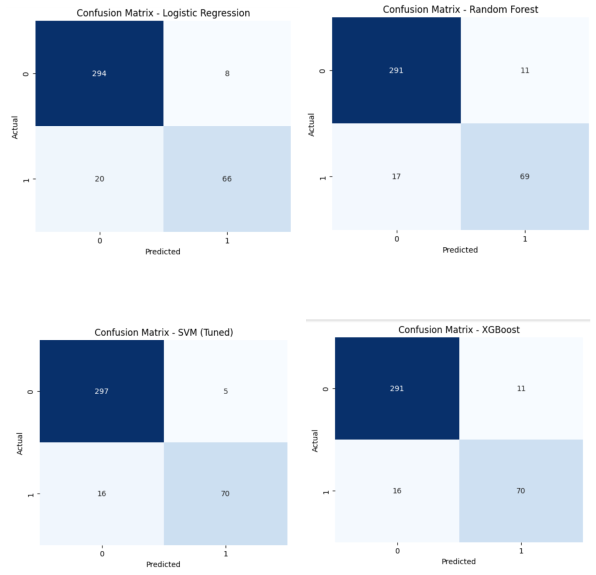 Confusion Matrix - Logistic Regression
0
294
8
Actual
1
20
66
0
1
Predicted
Confusion Matrix - Random Forest
0
291
11
Actual
1
17
69
0
1
Predicted
Confusion Matrix - SVM (Tuned)
0
297
5
Actual
1
16
70
0
1
Predicted
Confusion Matrix - XGBoost
0
291
11
Actual
1
16
70
0
1
Predicted